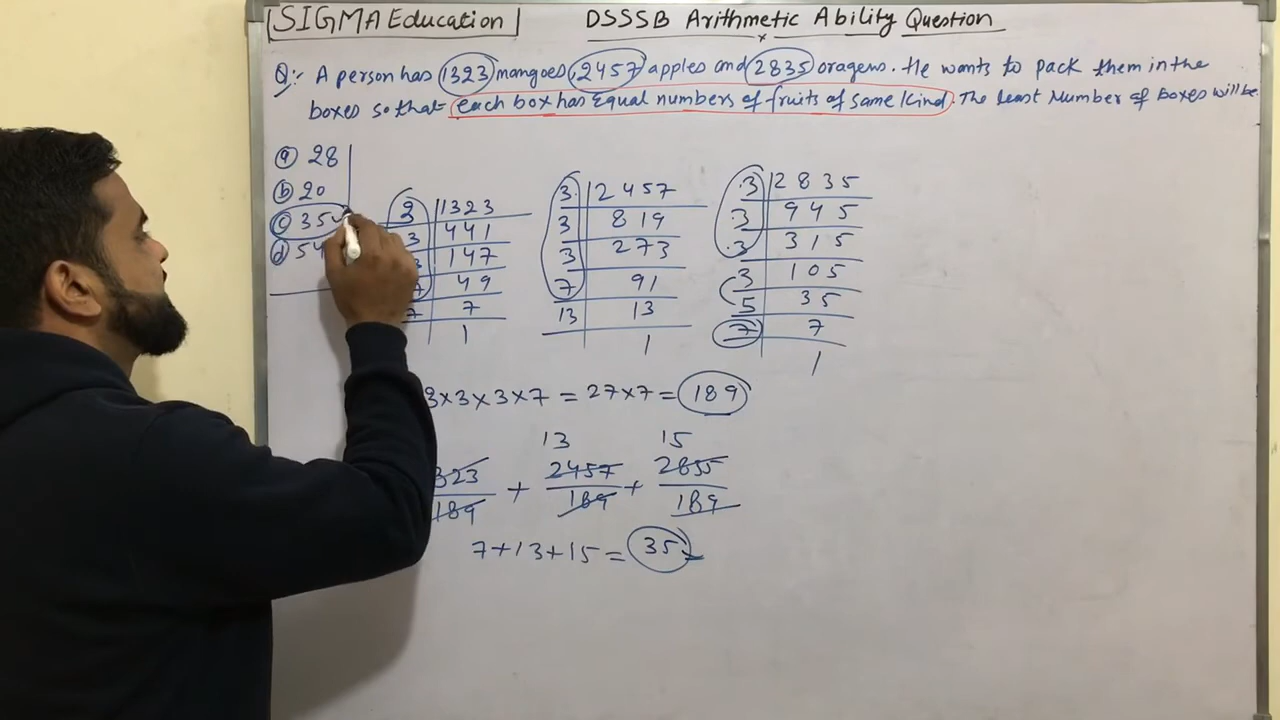 SIGMA Education
DSSSB Arithmetic Ability Question
Q:- A person has 1323 mangoes, 2457 apples and 2835 oragens. He wants to pack them in the
boxes so that each box has Equal numbers of fruits of same kind. The least Number of boxes will be
(a) 28
(b) 20
(c) 35
(d) 54
3 | 1323
3 | 441
3 | 147
7 | 49
7 | 7
1
3 | 2457
3 | 819
3 | 273
7 | 91
13 | 13
1
3 | 2835
3 | 945
3 | 315
3 | 105
5 | 35
7 | 7
1
3×3×3×7 = 27×7 = 189
13 15
323/189 + 2457/189 + 2835/189
7+13+15 = 35